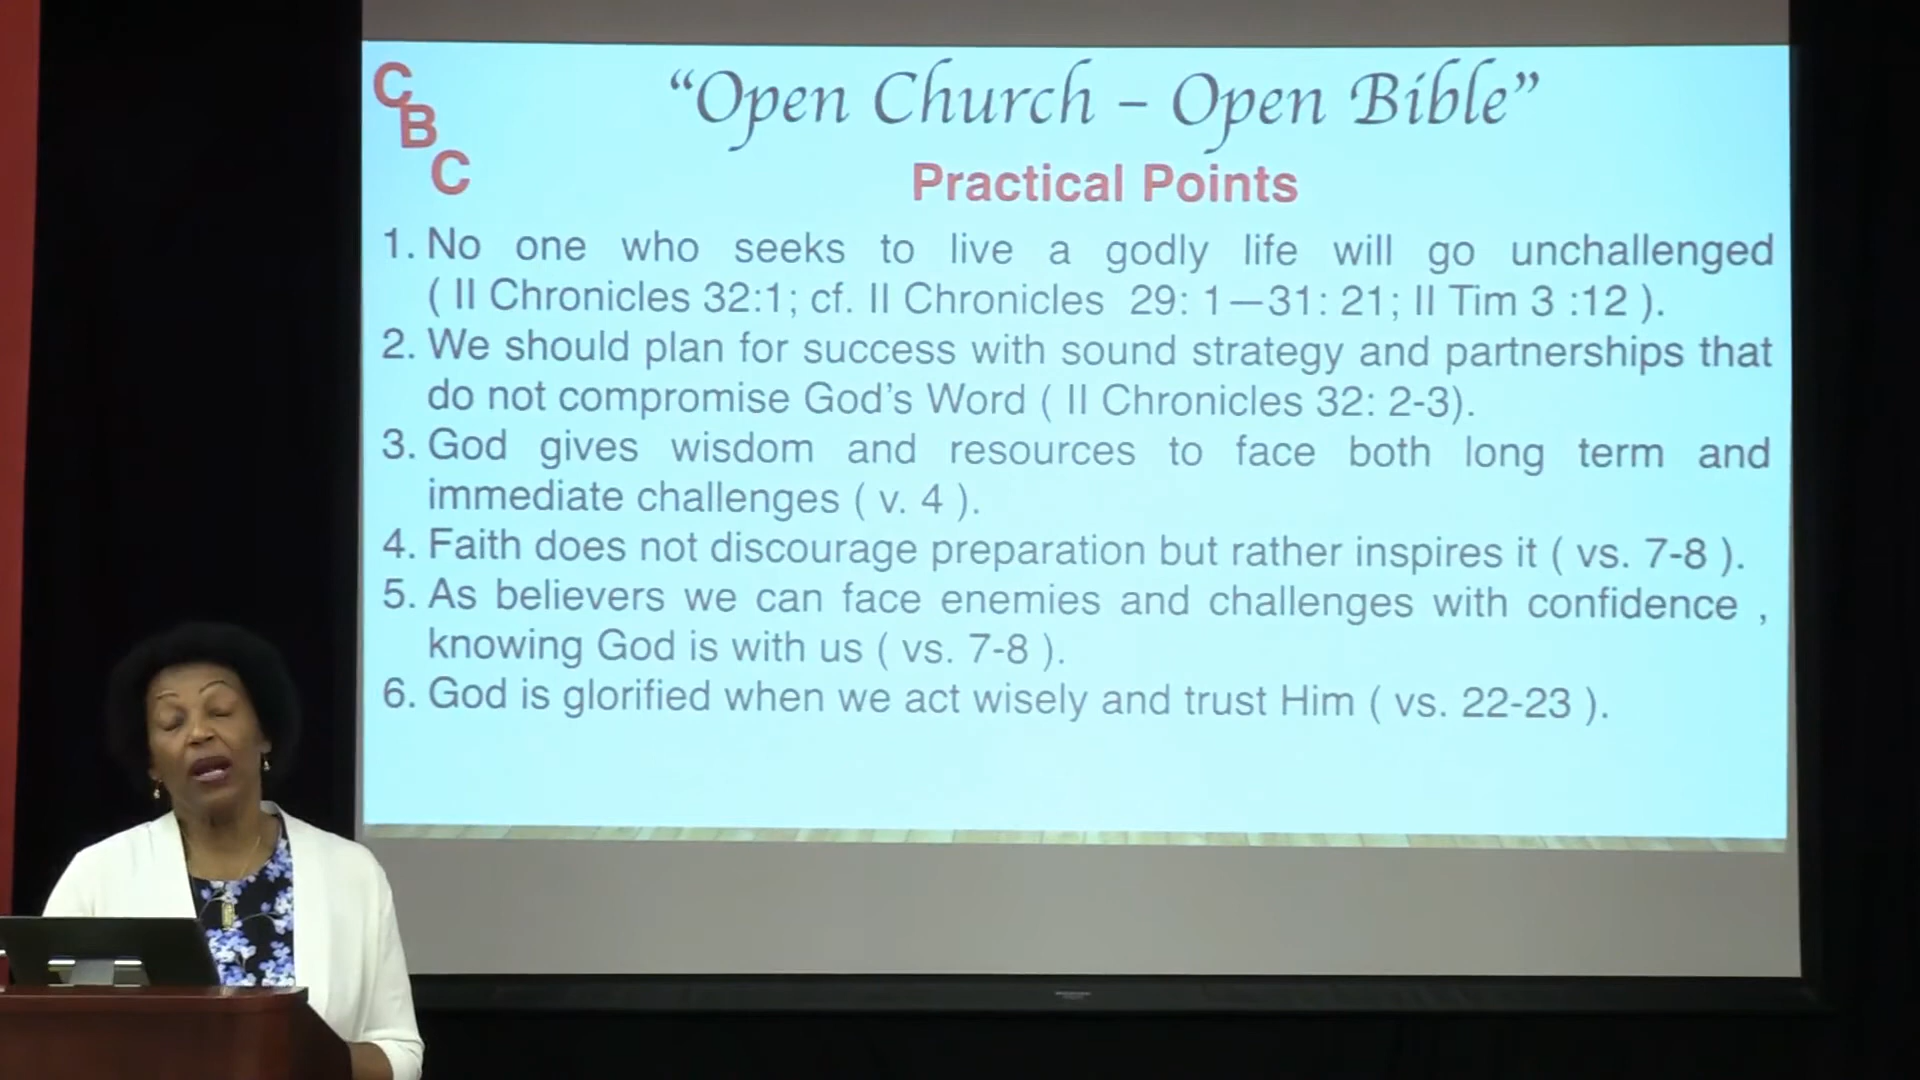 C
B
C
“Open Church – Open Bible”
Practical Points
1. No one who seeks to live a godly life will go unchallenged
( II Chronicles 32:1; cf. II Chronicles 29: 1—31: 21; II Tim 3 :12 ).
2. We should plan for success with sound strategy and partnerships that
do not compromise God’s Word ( II Chronicles 32: 2-3).
3. God gives wisdom and resources to face both long term and
immediate challenges ( v. 4 ).
4. Faith does not discourage preparation but rather inspires it ( vs. 7-8 ).
5. As believers we can face enemies and challenges with confidence ,
knowing God is with us ( vs. 7-8 ).
6. God is glorified when we act wisely and trust Him ( vs. 22-23 ).